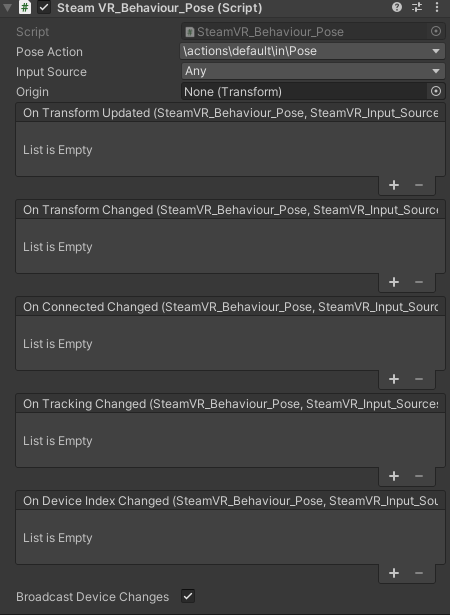 Steam VR_Behaviour_Pose (Script)
Script SteamVR_Behaviour_Pose
Pose Action \actions\default\in\Pose
Input Source Any
Origin None (Transform)
On Transform Updated (SteamVR_Behaviour_Pose, SteamVR_Input_Source
List is Empty
+ −
On Transform Changed (SteamVR_Behaviour_Pose, SteamVR_Input_Sourc
List is Empty
+ −
On Connected Changed (SteamVR_Behaviour_Pose, SteamVR_Input_Sour
List is Empty
+ −
On Tracking Changed (SteamVR_Behaviour_Pose, SteamVR_Input_Sources
List is Empty
+ −
On Device Index Changed (SteamVR_Behaviour_Pose, SteamVR_Input_Sou
List is Empty
+ −
Broadcast Device Changes